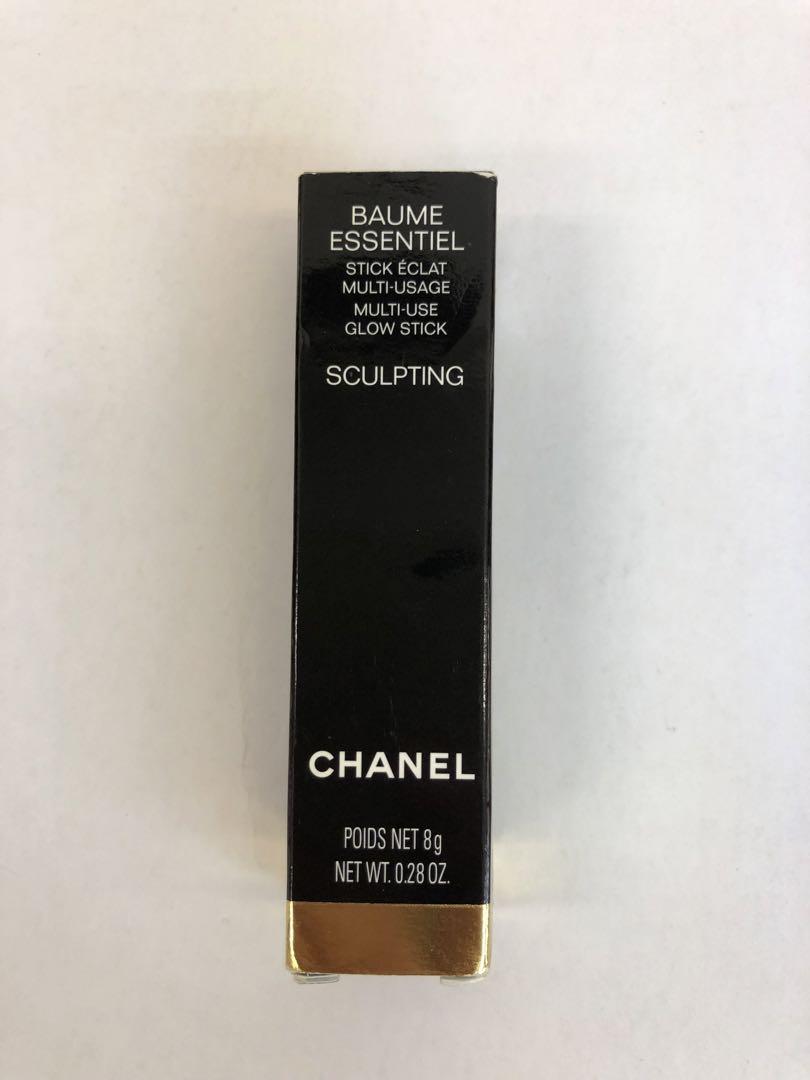 BAUME
ESSENTIEL
STICK ÉCLAT
MULTI-USAGE
MULTI-USE
GLOW STICK
SCULPTING
CHANEL
POIDS NET 8g
NET WT. 0.28 OZ.